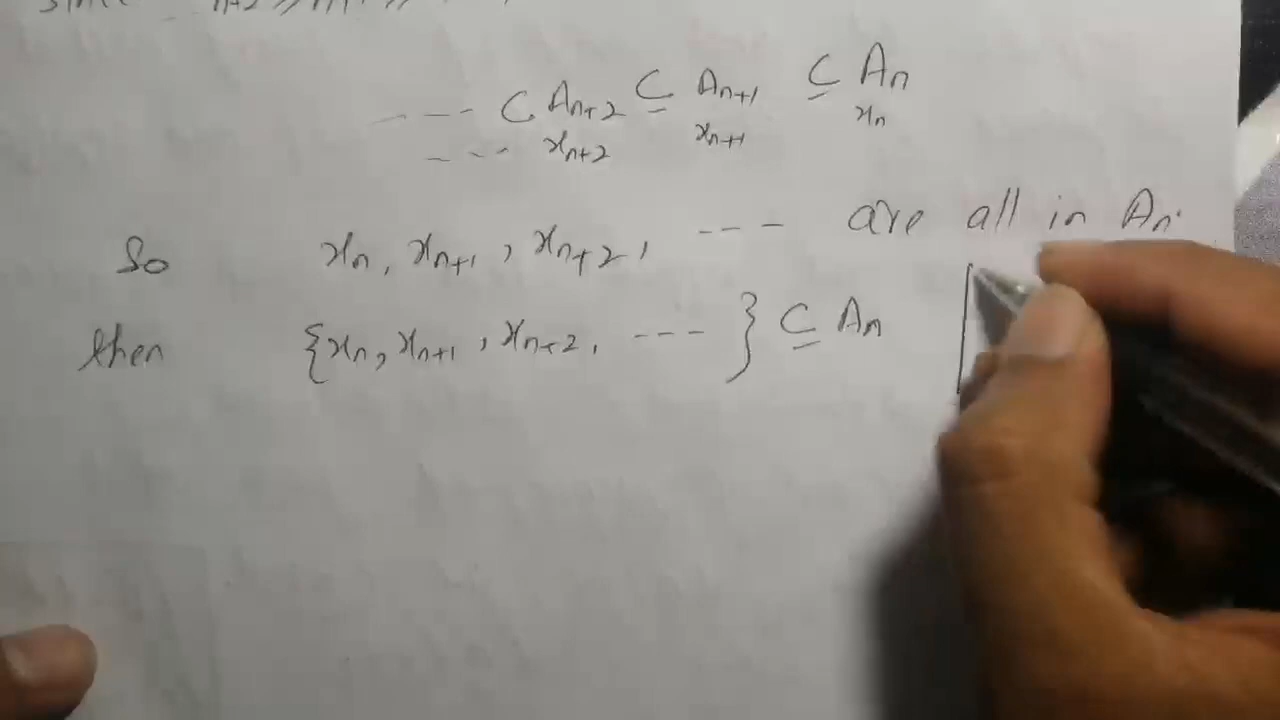 --- ⊂ Aₙ₊₂ ⊆ Aₙ₊₁ ⊆ Aₙ
--- xₙ₊₂ xₙ₊₁ xₙ
So xₙ, xₙ₊₁, xₙ₊₂, --- are all in Aₙ.
then {xₙ, xₙ₊₁, xₙ₊₂, --- } ⊆ Aₙ